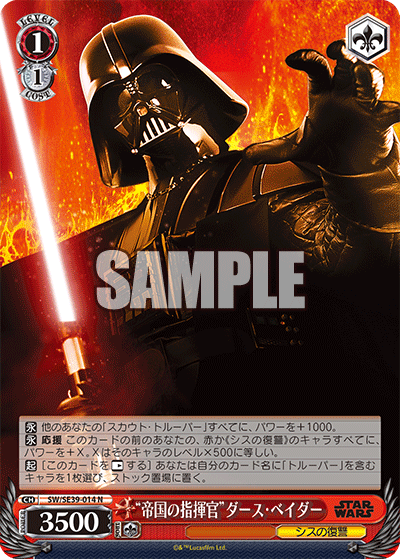 LEVEL
1
1
COST
SAMPLE
永 他のあなたの「スカウト・トルーパー」すべてに、パワーを＋1000。
永 応援 このカードの前のあなたの、赤か《シスの復讐》のキャラすべてに、パ
ワーを＋X。Xはそのキャラのレベル×500に等しい。
起 ［このカードを する］ あなたは自分のカード名に「トルーパー」を含む
キャラを1枚選び、ストック置場に置く。
CH SW/SE39-014 N
3500
“帝国の指揮官”ダース・ベイダー
STAR WARS
シスの復讐
©&™Lucasfilm Ltd.